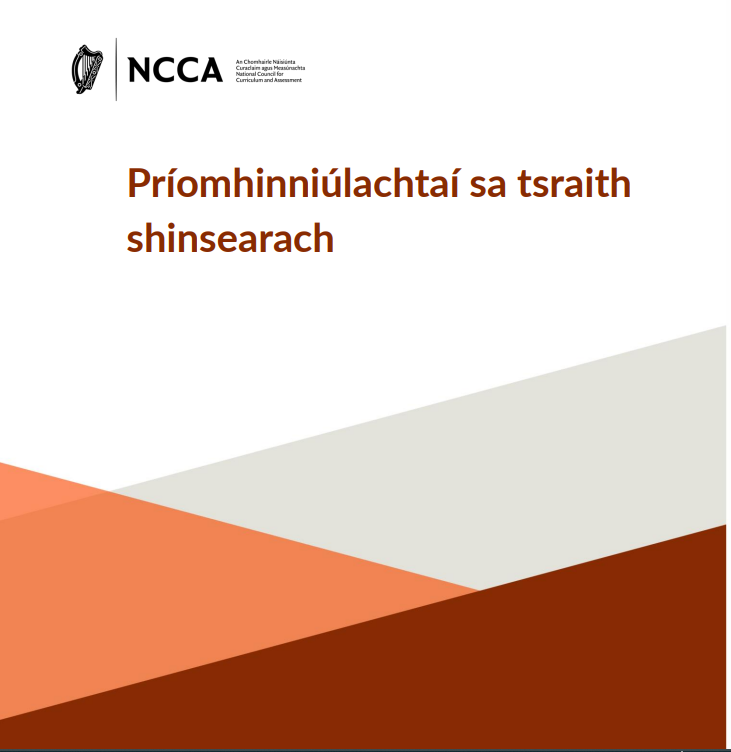 NCCA
An Chomhairle Náisiúnta
Curaclaim agus Measúnachta
National Council for
Curriculum and Assessment
Príomhinniúlachtaí sa tsraith
shinsearach